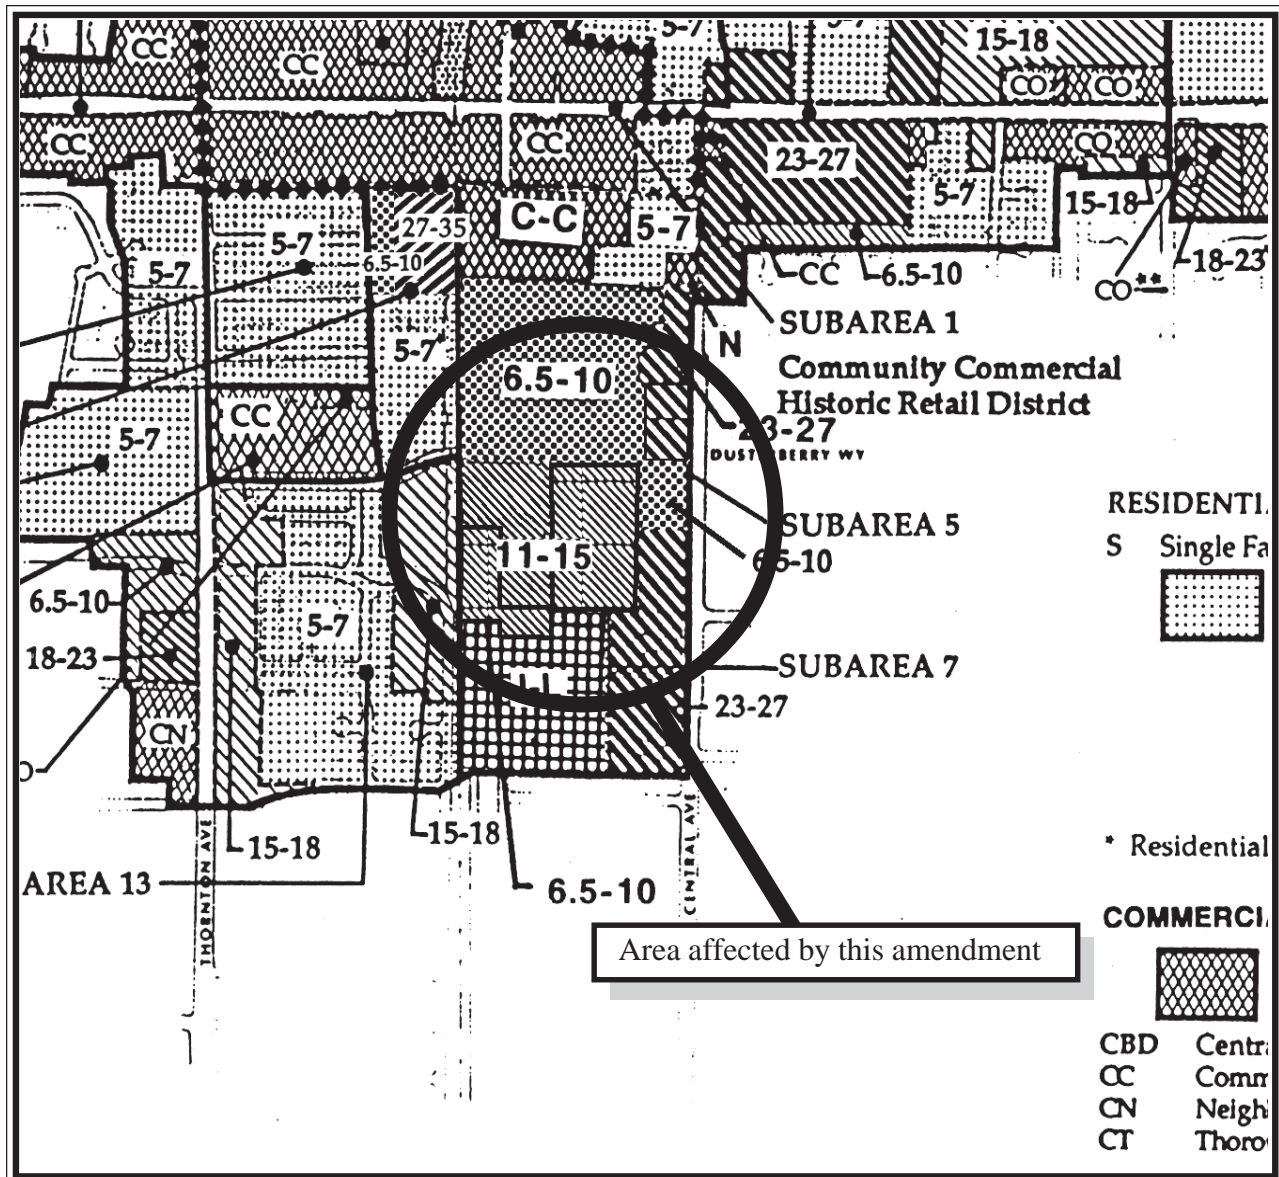 5-7
5-7
15-18
CC
CC
CO
CO
CC
CC
CO
23-27
5-7
15-18
C-C
27-35
5-7
5-7
5-7
6.5-10
CC
6.5-10
18-23
CO**
SUBAREA 1
N
5-7*
6.5-10
Community Commercial
Historic Retail District
CC
5-7
23-27
RESIDENTI
SUBAREA 5
S Single Fa
11-15
6.5-10
6.5-10
5-7
18-23
SUBAREA 7
23-27
CN
15-18
15-18
THORNTON AVE
CENTRAL AVE
* Residential
AREA 13
6.5-10
COMMERCI
Area affected by this amendment
CBD Centr
CC Comm
CN Neigh
CT Thoro